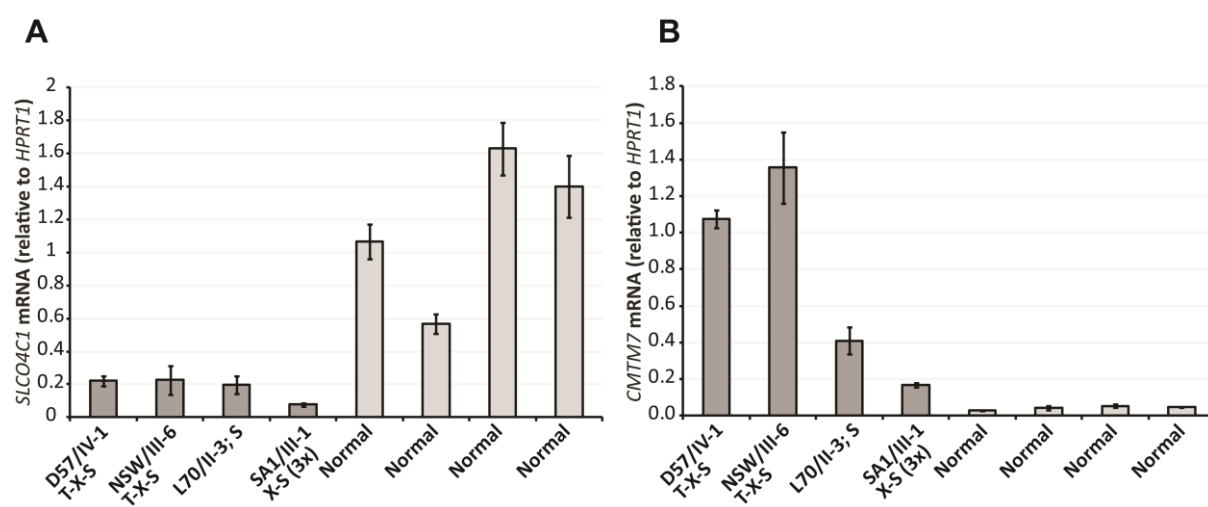 A
SLCO4C1 mRNA (relative to HPRT1)
2
1.8
1.6
1.4
1.2
1
0.8
0.6
0.4
0.2
0
D57/IV-1
T-X-S
NSW/III-6
T-X-S
L70/II-3; S
SA1/III-1
X-S (3x)
Normal
Normal
Normal
Normal
B
CMTM7 mRNA (relative to HPRT1)
1.8
1.6
1.4
1.2
1.0
0.8
0.6
0.4
0.2
0.0
D57/IV-1
T-X-S
NSW/III-6
T-X-S
L70/II-3; S
SA1/III-1
X-S (3x)
Normal
Normal
Normal
Normal